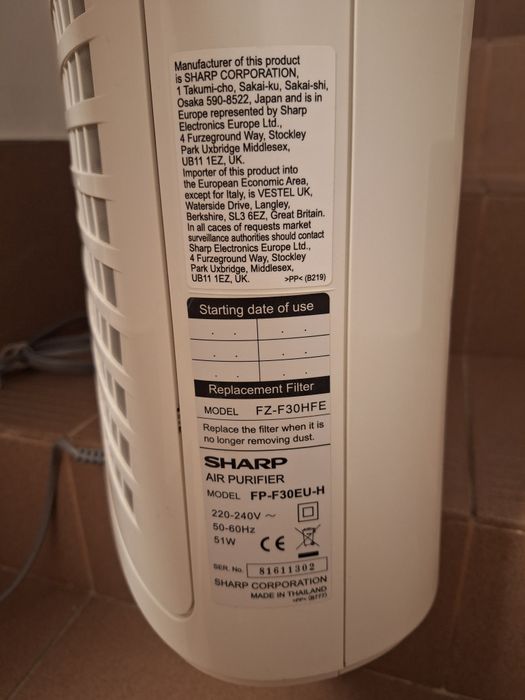 Manufacturer of this product
is SHARP CORPORATION,
1 Takumi-cho, Sakai-ku, Sakai-shi,
Osaka 590-8522, Japan and is in
Europe represented by Sharp
Electronics Europe Ltd.,
4 Furzeground Way, Stockley
Park Uxbridge Middlesex,
UB11 1EZ, UK.
Importer of this product into
the European Economic Area,
except for Italy, is VESTEL UK,
Waterside Drive, Langley,
Berkshire, SL3 6EZ, Great Britain.
In all caces of requests market
surveillance authorities should contact
Sharp Electronics Europe Ltd.,
4 Furzeground Way, Stockley
Park Uxbridge, Middlesex,
UB11 1EZ, UK. >PP< (B219)
Starting date of use
Replacement Filter
MODEL FZ-F30HFE
Replace the filter when it is
no longer removing dust.
SHARP
AIR PURIFIER
MODEL FP-F30EU-H
220-240V ~
50-60Hz
51W CE
SER. No. 81611302
SHARP CORPORATION
MADE IN THAILAND
>PP< (B777)